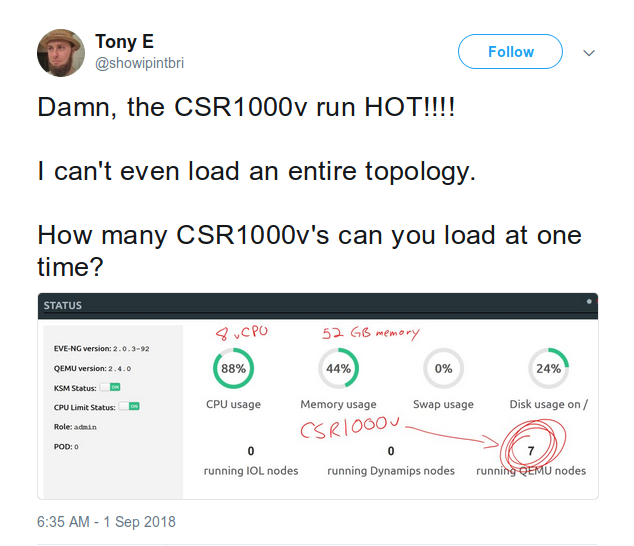 Tony E
@showipintbri
Follow
Damn, the CSR1000v run HOT!!!!
I can't even load an entire topology.
How many CSR1000v's can you load at one
time?
STATUS
8 vCPU
52 GB memory
EVE-NG version: 2.0.3-92
QEMU version: 2.4.0
KSM Status: ON
CPU Limit Status: ON
Role: admin
POD: 0
88%
44%
0%
24%
CPU usage
Memory usage
Swap usage
Disk usage on /
CSR1000v
0
0
7
running IOL nodes
running Dynamips nodes
running QEMU nodes
6:35 AM - 1 Sep 2018